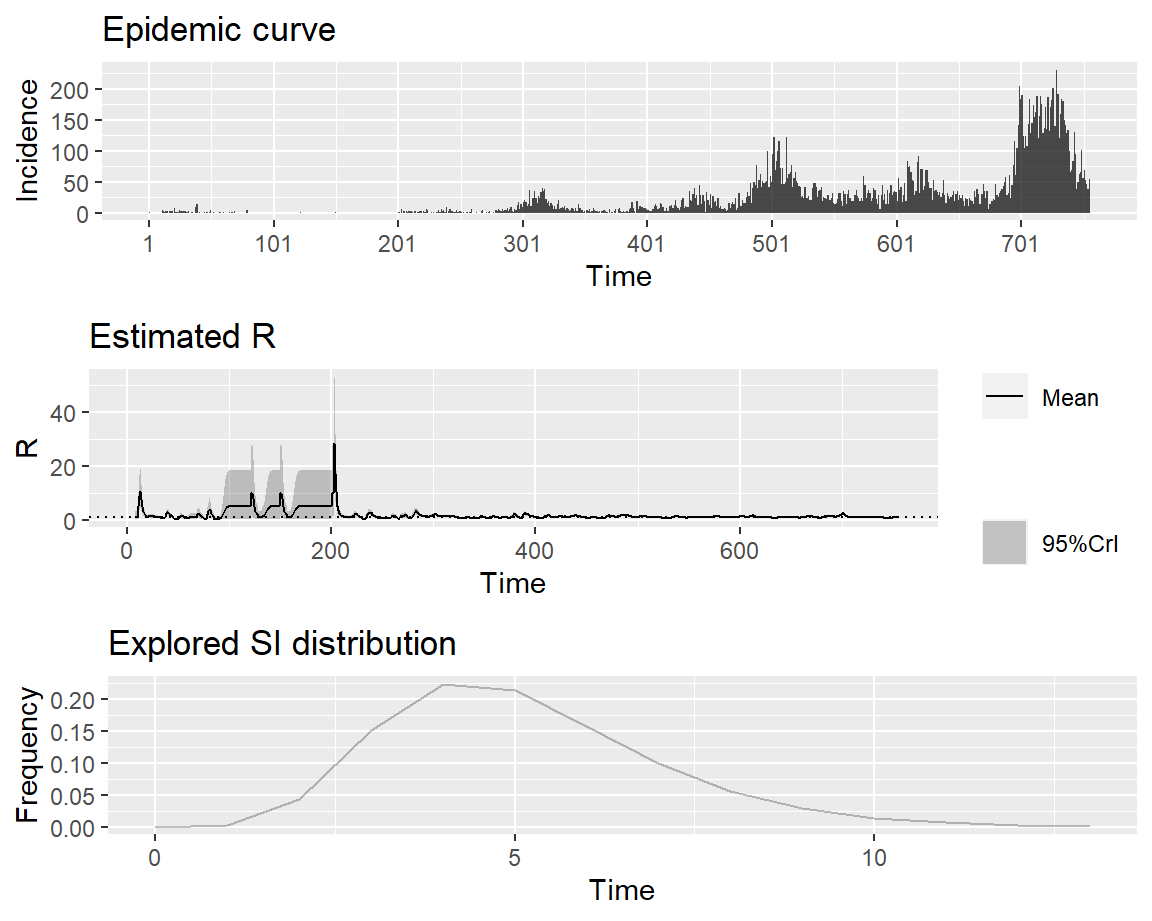 Epidemic curve
Incidence
200
150
100
50
0
1 101 201 301 401 501 601 701
Time
Estimated R
R
40
20
0
0 200 400 600
Time
Mean
95%CrI
Explored SI distribution
Frequency
0.20
0.15
0.10
0.05
0.00
0 5 10
Time